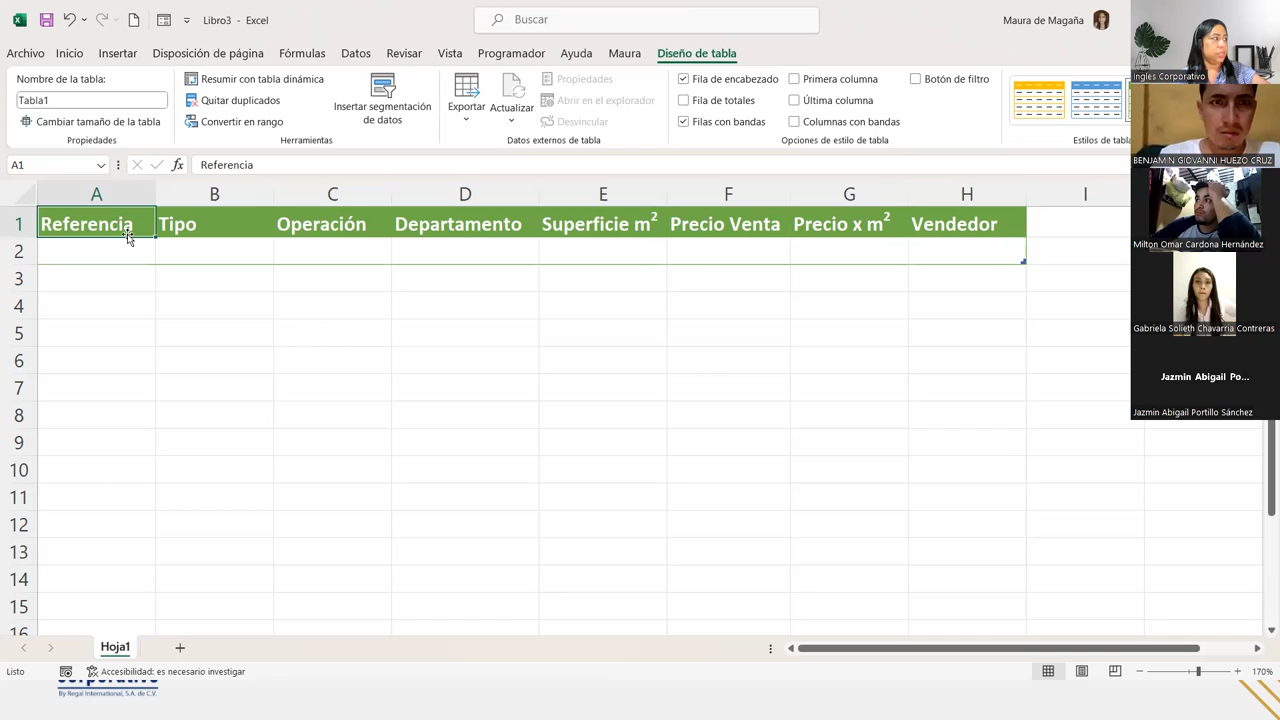 Libro3 - Excel
Buscar
Maura de Magaña
Archivo Inicio Insertar Disposición de página Fórmulas Datos Revisar Vista Programador Ayuda Maura Diseño de tabla
Nombre de la tabla:
Tabla1
Cambiar tamaño de la tabla
Propiedades
Resumir con tabla dinámica
Quitar duplicados
Convertir en rango
Insertar segmentación
de datos
Herramientas
Exportar
Actualizar
Propiedades
Abrir en el explorador
Desvincular
Datos externos de tabla
Fila de encabezado
Fila de totales
Filas con bandas
Primera columna
Última columna
Columnas con bandas
Botón de filtro
Opciones de estilo de tabla
Estilos de tabla
A1
fx
Referencia
A B C D E F G H I
1 Referencia Tipo Operación Departamento Superficie m² Precio Venta Precio x m² Vendedor
2
3
4
5
6
7
8
9
10
11
12
13
14
15
16
Hoja1
Listo
Accesibilidad: es necesario investigar
170%
Corporativo
By Regal International, S.A. de C.V.
Ingles Corporativo
BENJAMIN GIOVANNI HUEZO CRUZ
Milton Omar Cardona Hernández
Gabriela Solieth Chavarria Contreras
Jazmin Abigail Po...
Jazmin Abigail Portillo Sánchez